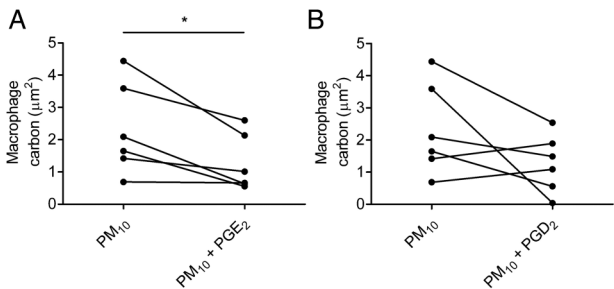 A
*
Macrophage
carbon (μm²)
5
4
3
2
1
0
PM₁₀
PM₁₀ + PGE₂
B
Macrophage
carbon (μm²)
5
4
3
2
1
0
PM₁₀
PM₁₀ + PGD₂